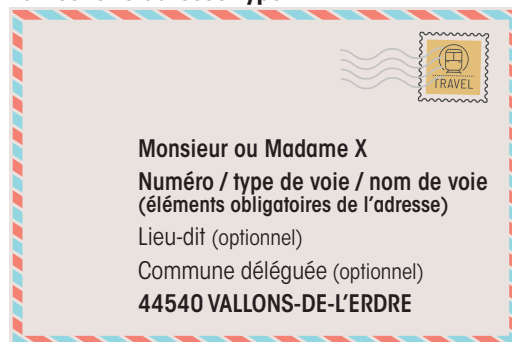 TRAVEL
Monsieur ou Madame X
Numéro / type de voie / nom de voie
(éléments obligatoires de l'adresse)
Lieu-dit (optionnel)
Commune déléguée (optionnel)
44540 VALLONS-DE-L'ERDRE